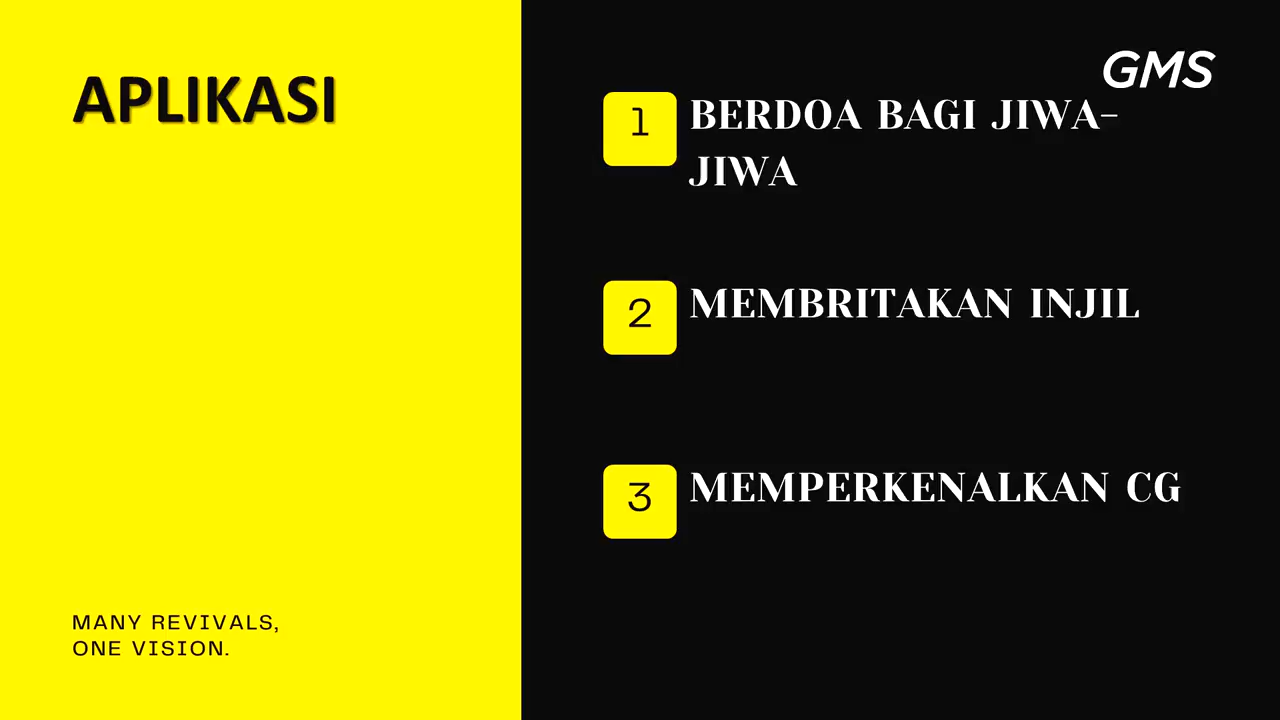 APLIKASI
GMS
1
BERDOA BAGI JIWA-
JIWA
2
MEMBRITAKAN INJIL
3
MEMPERKENALKAN CG
MANY REVIVALS,
ONE VISION.